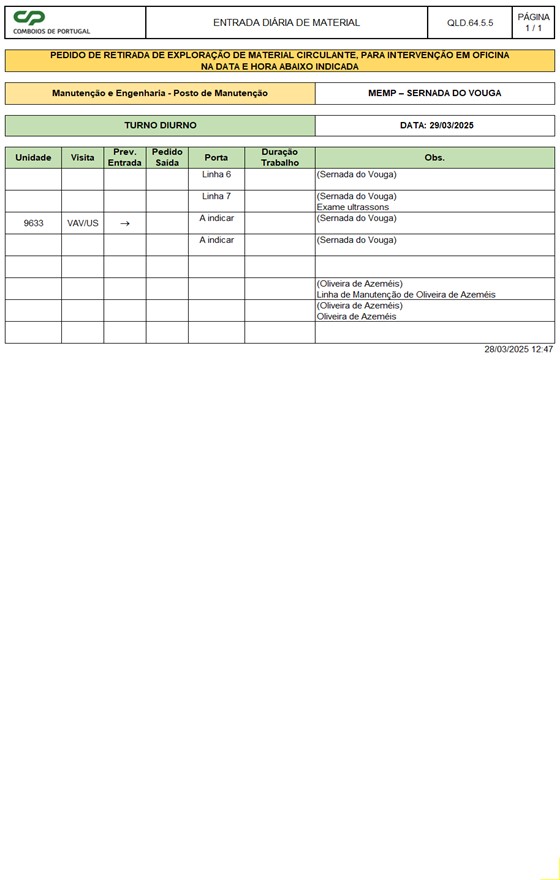 CP
COMBOIOS DE PORTUGAL
ENTRADA DIÁRIA DE MATERIAL
QLD.64.5.5
PÁGINA
1 / 1
PEDIDO DE RETIRADA DE EXPLORAÇÃO DE MATERIAL CIRCULANTE, PARA INTERVENÇÃO EM OFICINA
NA DATA E HORA ABAIXO INDICADA
Manutenção e Engenharia - Posto de Manutenção MEMP – SERNADA DO VOUGA
TURNO DIURNO DATA: 29/03/2025
Unidade Visita Prev. Entrada Pedido Saída Porta Duração Trabalho Obs.
Linha 6 (Sernada do Vouga)
Linha 7 (Sernada do Vouga)
Exame ultrassons
9633 VAV/US → A indicar (Sernada do Vouga)
A indicar (Sernada do Vouga)
(Oliveira de Azeméis)
Linha de Manutenção de Oliveira de Azeméis
(Oliveira de Azeméis)
Oliveira de Azeméis
28/03/2025 12:47